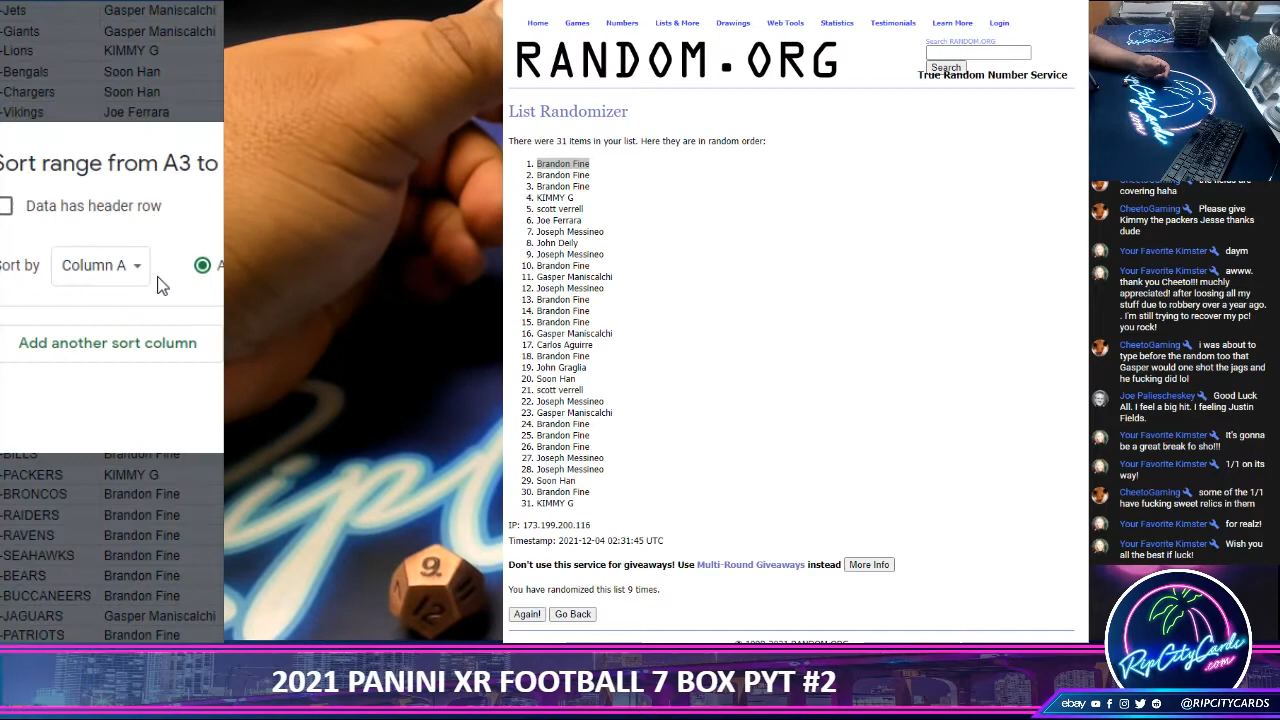 -Jets Gasper Maniscalchi
-Giants Gasper Maniscalchi
-Lions KIMMY G
-Bengals Soon Han
-Chargers Soon Han
-Vikings Joe Ferrara
Sort range from A3 to
Data has header row
Sort by Column A
Add another sort column
-BILLS Brandon Fine
-PACKERS KIMMY G
-BRONCOS Brandon Fine
-RAIDERS Brandon Fine
-RAVENS Brandon Fine
-SEAHAWKS Brandon Fine
-BEARS Brandon Fine
-BUCCANEERS Brandon Fine
-JAGUARS Gasper Maniscalchi
-PATRIOTS Brandon Fine
9
12
Home Games Numbers Lists & More Drawings Web Tools Statistics Testimonials Learn More Login
RANDOM.ORG
Search RANDOM.ORG
Search
True Random Number Service
List Randomizer
There were 31 items in your list. Here they are in random order:
1. Brandon Fine
2. Brandon Fine
3. Brandon Fine
4. KIMMY G
5. scott verrell
6. Joe Ferrara
7. Joseph Messineo
8. John Deily
9. Joseph Messineo
10. Brandon Fine
11. Gasper Maniscalchi
12. Joseph Messineo
13. Brandon Fine
14. Brandon Fine
15. Brandon Fine
16. Gasper Maniscalchi
17. Carlos Aguirre
18. Brandon Fine
19. John Graglia
20. Soon Han
21. scott verrell
22. Joseph Messineo
23. Gasper Maniscalchi
24. Brandon Fine
25. Brandon Fine
26. Brandon Fine
27. Joseph Messineo
28. Joseph Messineo
29. Soon Han
30. Brandon Fine
31. KIMMY G
IP: 173.199.200.116
Timestamp: 2021-12-04 02:31:45 UTC
Don't use this service for giveaways! Use Multi-Round Giveaways instead More Info
You have randomized this list 9 times.
Again! Go Back
covering haha
CheetoGaming Please give
Kimmy the packers Jesse thanks
dude
Your Favorite Kimster daym
Your Favorite Kimster awww.
thank you Cheeto!!! muchly
appreciated! after loosing all my
stuff due to robbery over a year ago.
. I'm still trying to recover my pc!
you rock!
CheetoGaming i was about to
type before the random too that
Gasper would one shot the jags and
he fucking did lol
Joe Paliescheskey Good Luck
All. I feel a big hit. I feeling Justin
Fields.
Your Favorite Kimster It's gonna
be a great break fo sho!!!
Your Favorite Kimster 1/1 on its
way!
CheetoGaming some of the 1/1
have fucking sweet relics in them
Your Favorite Kimster for realz!
Your Favorite Kimster Wish you
all the best if luck!
RipCityCards
.com
2021 PANINI XR FOOTBALL 7 BOX PYT #2
ebay @RIPCITYCARDS